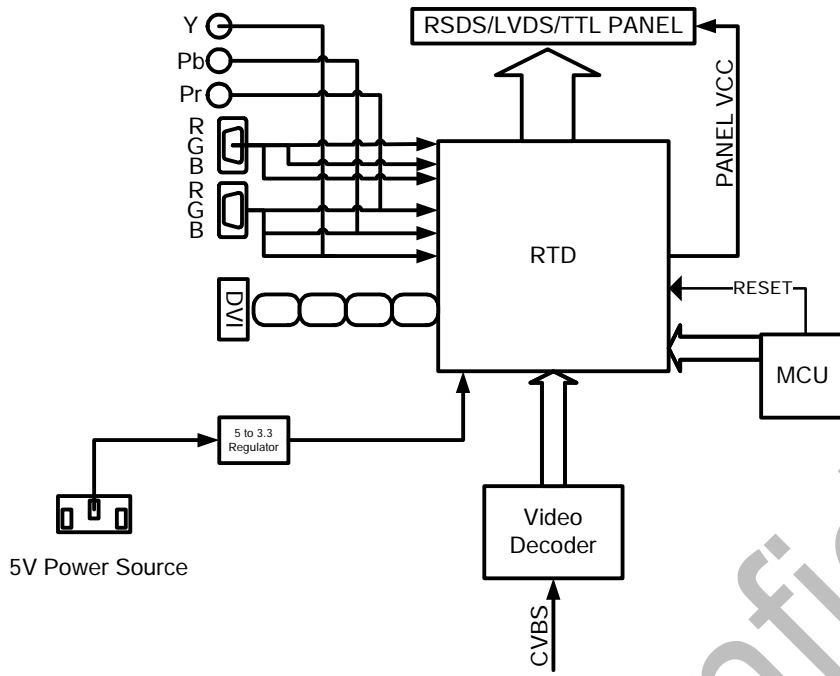 Y
Pb
Pr
R
G
B
R
G
B
DVI
RSDS/LVDS/TTL PANEL
PANEL VCC
RTD
RESET
MCU
5 to 3.3
Regulator
5V Power Source
Video
Decoder
CVBS